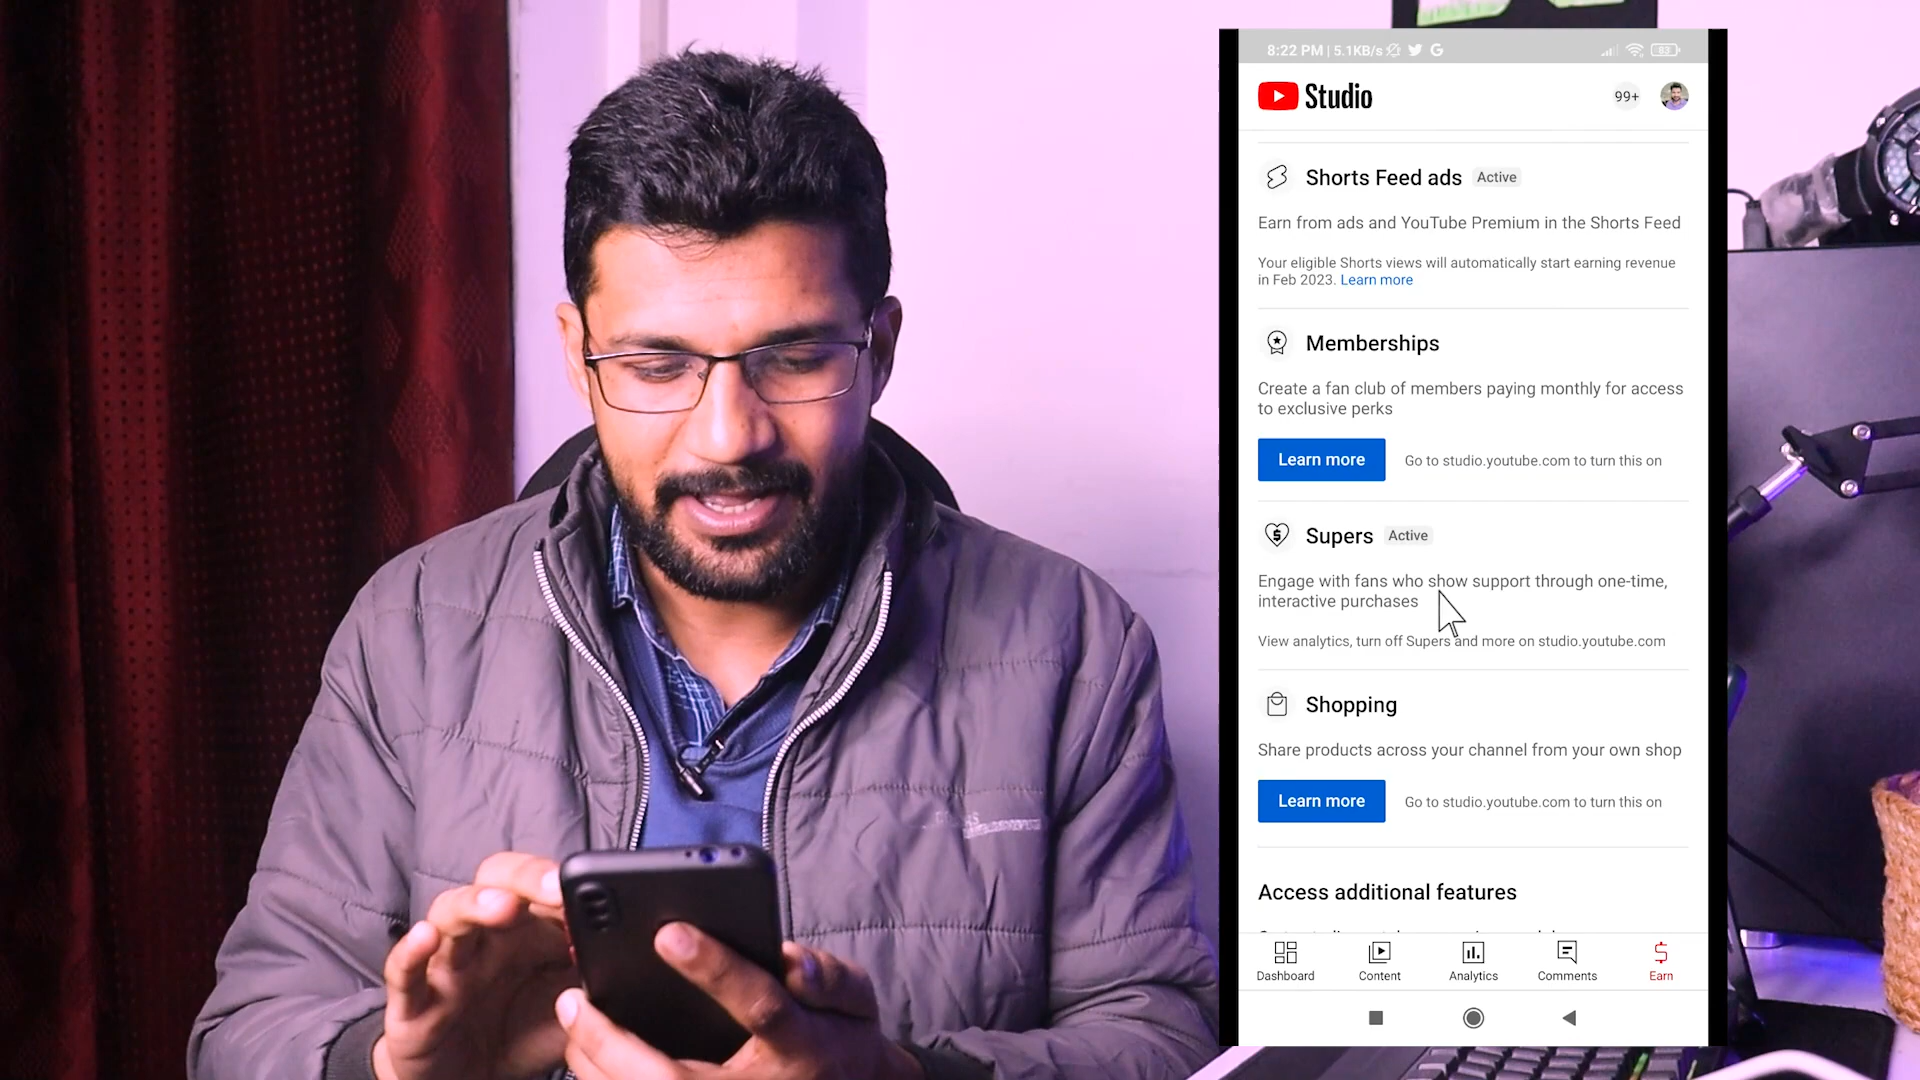 8:22 PM | 5.1KB/s
83
Studio
99+
Shorts Feed ads Active
Earn from ads and YouTube Premium in the Shorts Feed
Your eligible Shorts views will automatically start earning revenue
in Feb 2023. Learn more
Memberships
Create a fan club of members paying monthly for access
to exclusive perks
Learn more Go to studio.youtube.com to turn this on
Supers Active
Engage with fans who show support through one-time,
interactive purchases
View analytics, turn off Supers and more on studio.youtube.com
Shopping
Share products across your channel from your own shop
Learn more Go to studio.youtube.com to turn this on
Access additional features
Dashboard Content Analytics Comments Earn